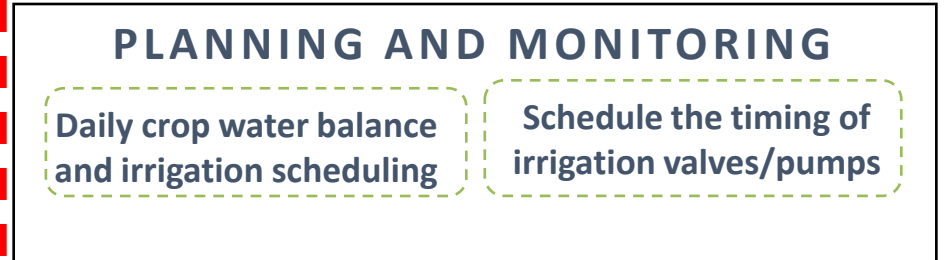 PLANNING AND MONITORING
Daily crop water balance
and irrigation scheduling
Schedule the timing of
irrigation valves/pumps